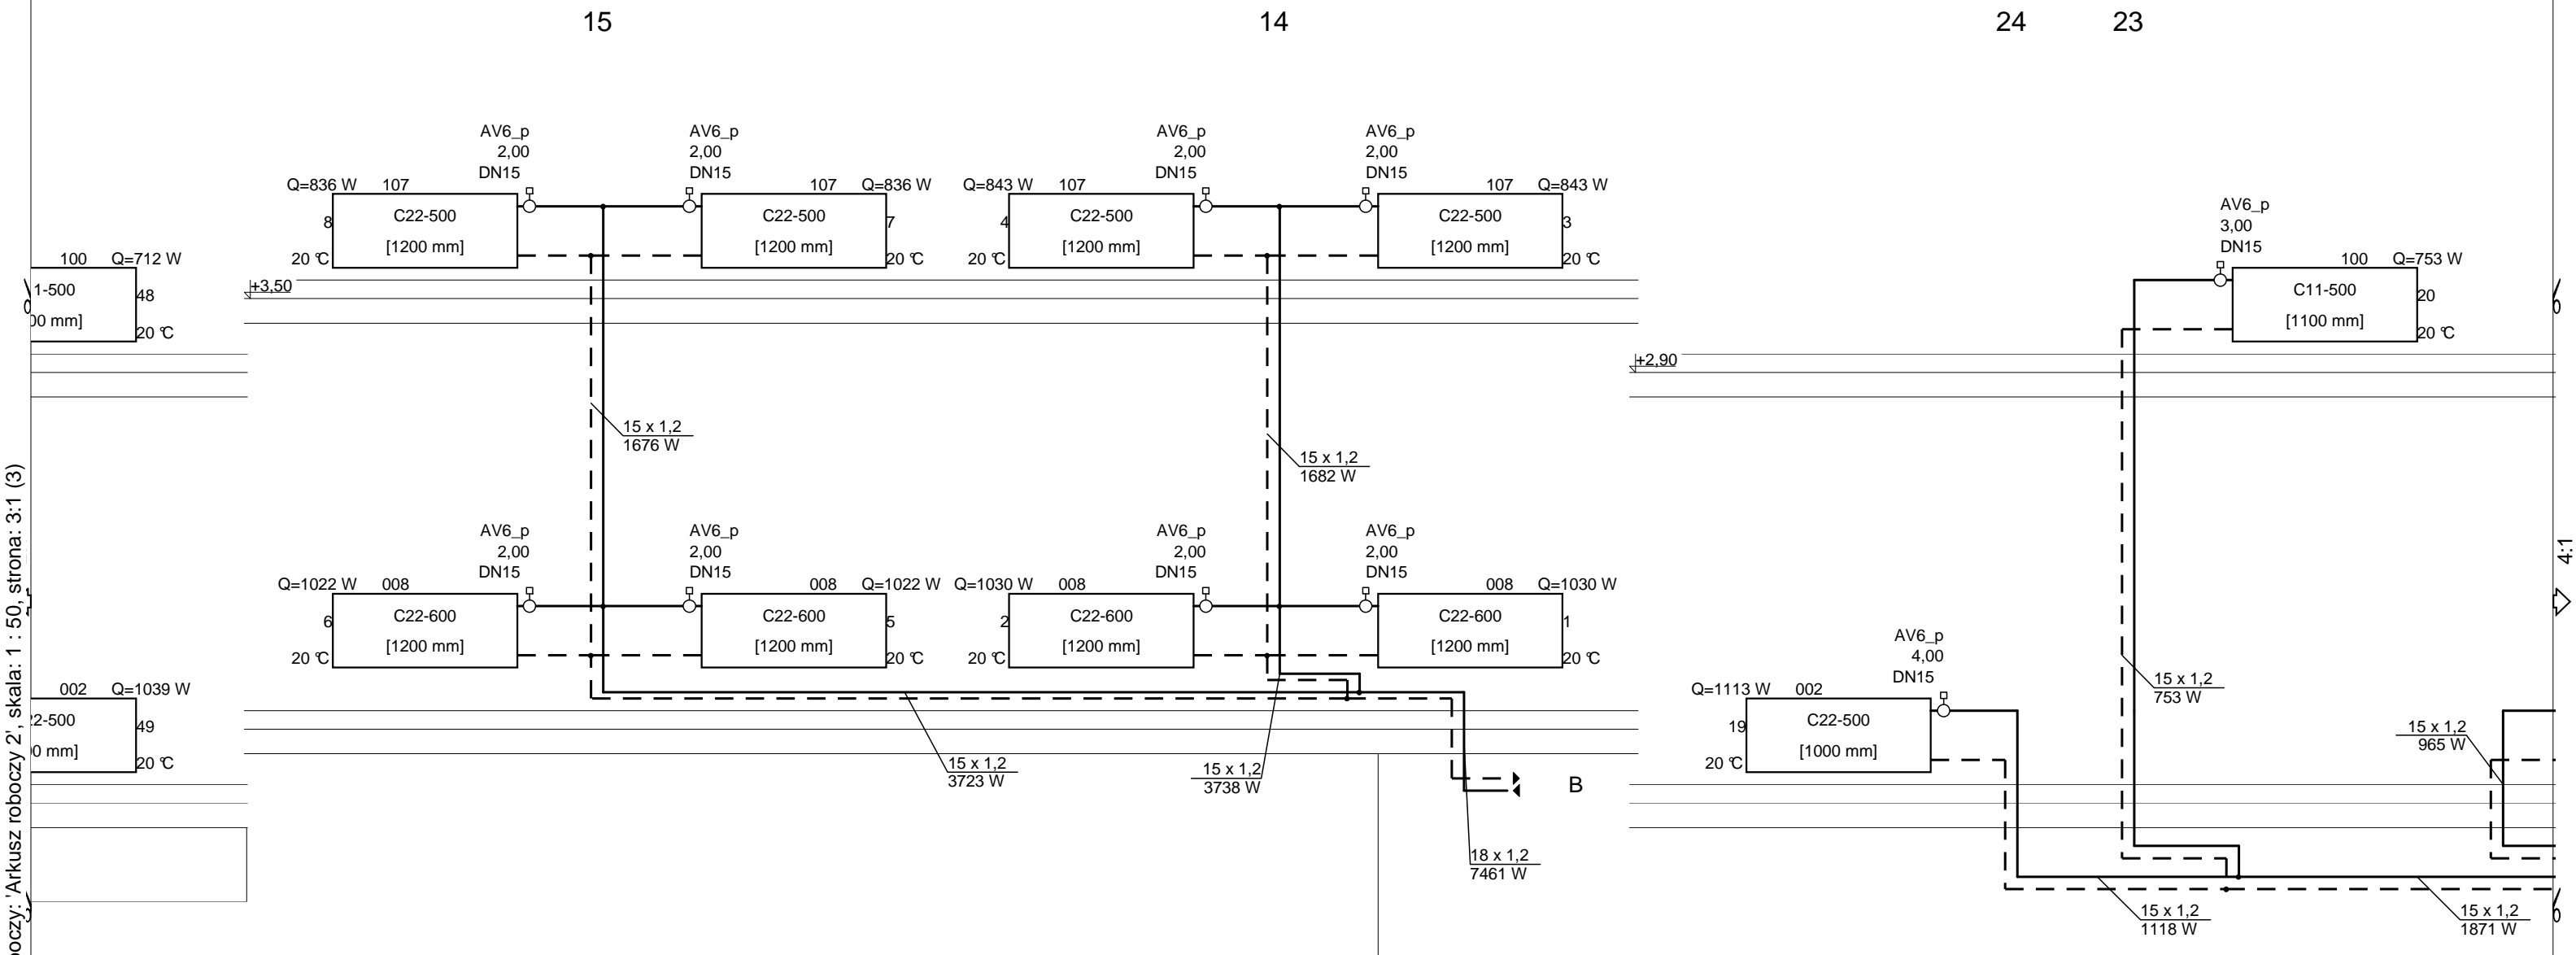 15
14
24
23
AV6_p
2,00
DN15
AV6_p
2,00
DN15
AV6_p
2,00
DN15
AV6_p
2,00
DN15
Q=836 W
107
C22-500
[1200 mm]
8
20 °C
107
Q=836 W
C22-500
[1200 mm]
7
20 °C
Q=843 W
107
C22-500
[1200 mm]
4
20 °C
107
Q=843 W
C22-500
[1200 mm]
3
20 °C
AV6_p
3,00
DN15
100
Q=753 W
C11-500
[1100 mm]
20
20 °C
100
Q=712 W
1-500
00 mm]
48
20 °C
+3,50
+2,90
15 x 1,2
1676 W
15 x 1,2
1682 W
AV6_p
2,00
DN15
AV6_p
2,00
DN15
AV6_p
2,00
DN15
AV6_p
2,00
DN15
Q=1022 W
008
C22-600
[1200 mm]
6
20 °C
008
Q=1022 W
C22-600
[1200 mm]
5
20 °C
Q=1030 W
008
C22-600
[1200 mm]
2
20 °C
008
Q=1030 W
C22-600
[1200 mm]
1
20 °C
AV6_p
4,00
DN15
Q=1113 W
002
C22-500
[1000 mm]
19
20 °C
002
Q=1039 W
22-500
00 mm]
49
20 °C
15 x 1,2
753 W
15 x 1,2
965 W
15 x 1,2
3723 W
15 x 1,2
3738 W
B
18 x 1,2
7461 W
15 x 1,2
1118 W
15 x 1,2
1871 W
boczy: 'Arkusz roboczy 2', skala: 1 : 50, strona: 3:1 (3)
4:1